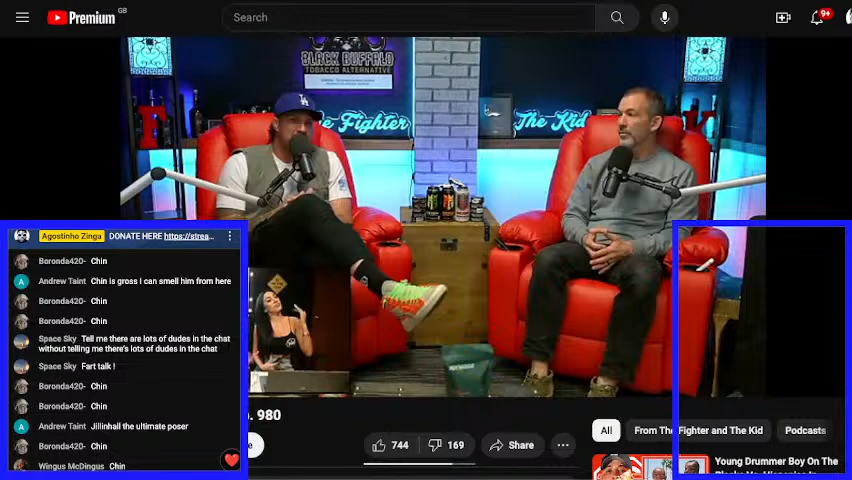 Premium
GB
Search
9+
BLACK BUFFALO
TOBACCO ALTERNATIVE
The Fighter
The Kid
Agostinho Zinga DONATE HERE https://strea...
Boronda420- Chin
Andrew Taint Chin is gross I can smell him from here
Boronda420- Chin
Boronda420- Chin
Space Sky Tell me there are lots of dudes in the chat
without telling me there's lots of dudes in the chat
Space Sky Fart talk !
Boronda420- Chin
Boronda420- Chin
Andrew Taint Jillinhall the ultimate poser
Boronda420- Chin
Wingus McDingus Chin
. 980
744
169
Share
All
From The Fighter and The Kid
Podcasts
Young Drummer Boy On The